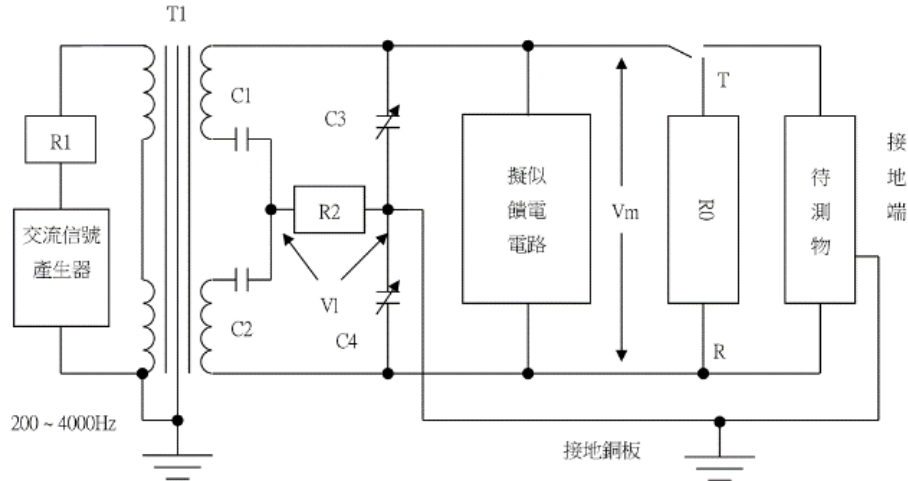 T1
R1
交流信號
產生器
200 ~ 4000Hz
C1
C2
R2
Vl
C3
C4
擬似
饋電
電路
Vm
T
R0
R
待
測
物
接
地
端
接地銅板